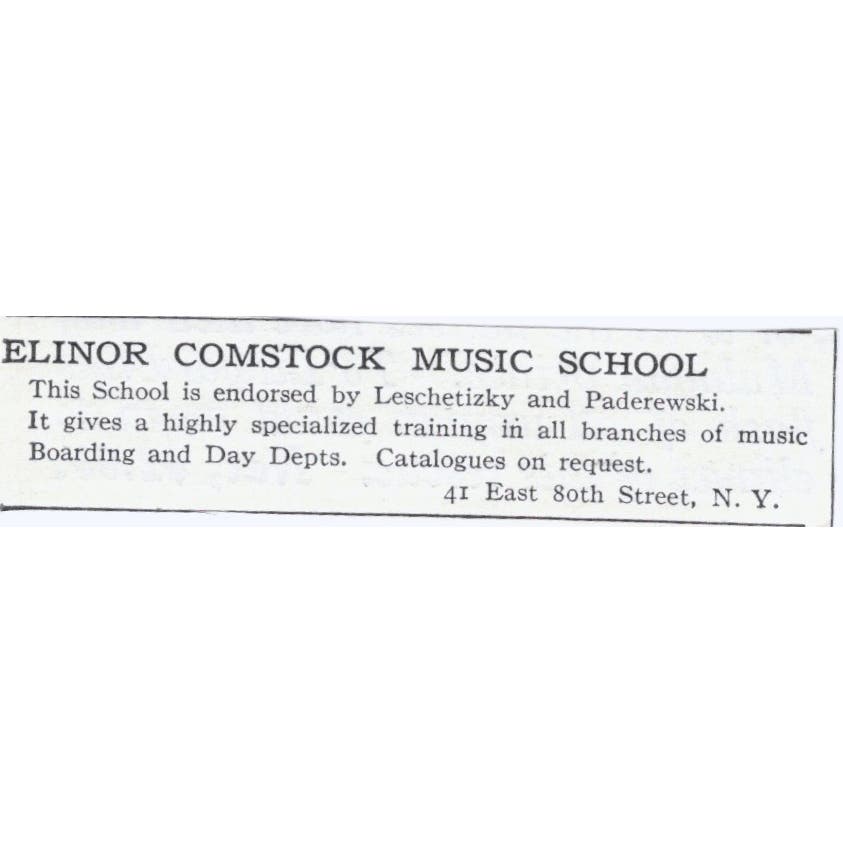 ELINOR COMSTOCK MUSIC SCHOOL
This School is endorsed by Leschetizky and Paderewski.
It gives a highly specialized training in all branches of music
Boarding and Day Depts. Catalogues on request.
41 East 80th Street, N. Y.